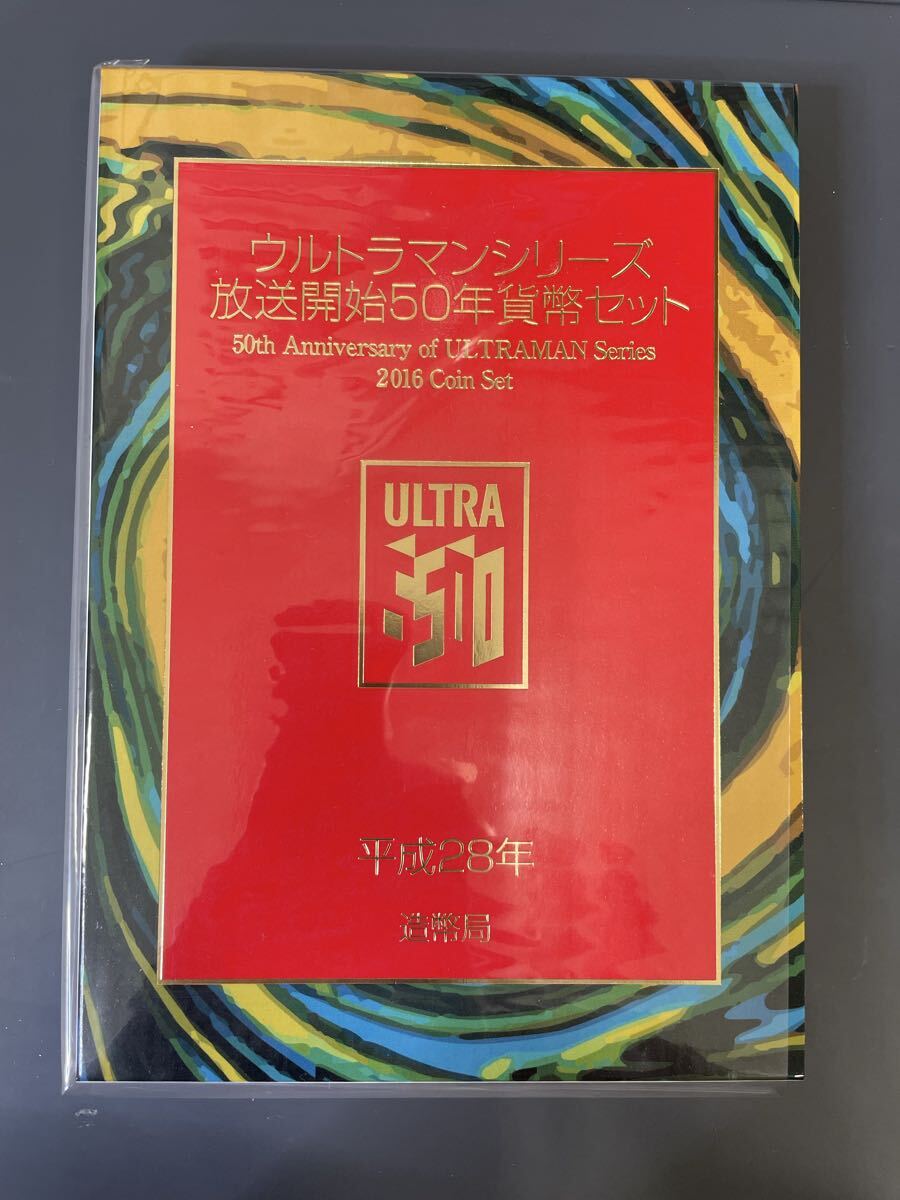 ウルトラマンシリーズ
放送開始50年貨幣セット
50th Anniversary of ULTRAMAN Series
2016 Coin Set
ULTRA
50
平成28年
造幣局